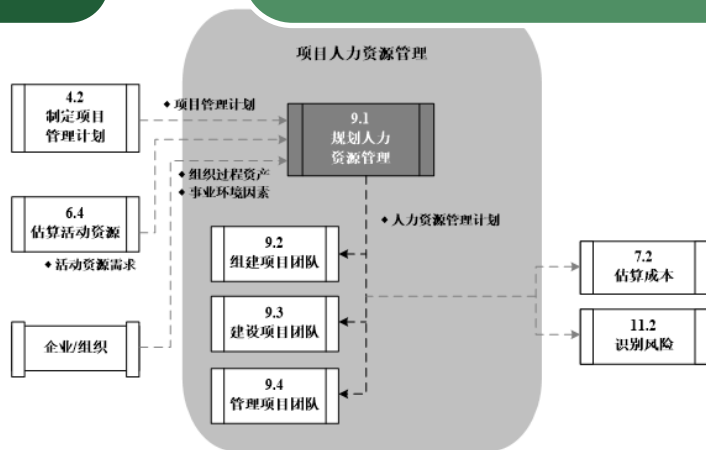 项目人力资源管理
4.2
制定项目
管理计划
◆ 项目管理计划
9.1
规划人力
资源管理
◆ 组织过程资产
◆ 事业环境因素
6.4
估算活动资源
◆ 活动资源需求
◆ 人力资源管理计划
9.2
组建项目团队
7.2
估算成本
9.3
建设项目团队
11.2
识别风险
企业/组织
9.4
管理项目团队